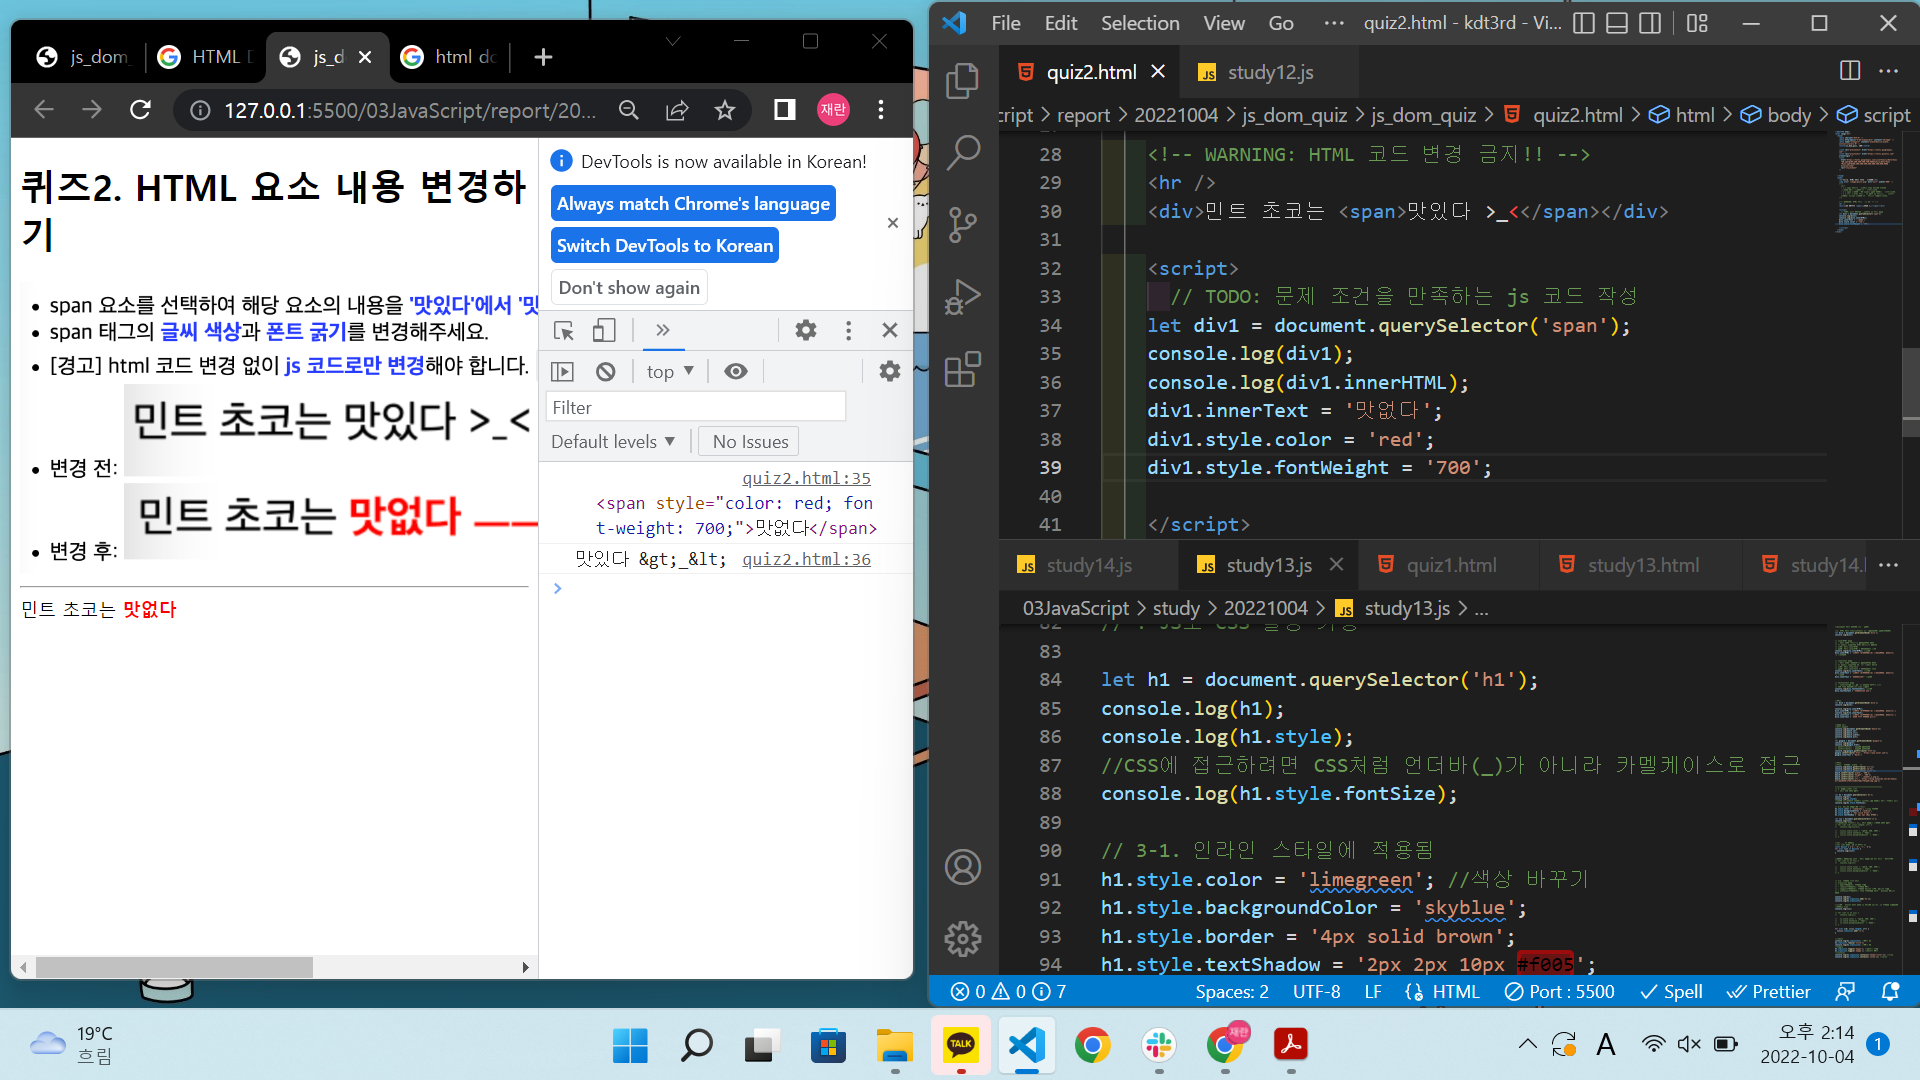 js_dom_
HTML D
js_d
html do
127.0.0.1:5500/03JavaScript/report/20...
재란
퀴즈2. HTML 요소 내용 변경하
기
span 요소를 선택하여 해당 요소의 내용을 '맛있다'에서 '맛
span 태그의 글씨 색상과 폰트 굵기를 변경해주세요.
[경고] html 코드 변경 없이 js 코드로만 변경해야 합니다.
민트 초코는 맛있다 >_<
변경 전:
민트 초코는 맛없다 ——
변경 후:
민트 초코는 맛없다
DevTools is now available in Korean!
Always match Chrome's language
Switch DevTools to Korean
Don't show again
top
Filter
Default levels
No Issues
quiz2.html:35
<span style="color: red; fon
t-weight: 700;">맛없다</span>
맛있다 &gt;_&lt; quiz2.html:36
File Edit Selection View Go ··· quiz2.html - kdt3rd - Vi...
quiz2.html
JS study12.js
cript > report > 20221004 > js_dom_quiz > js_dom_quiz > quiz2.html > html > body > script
28 <!-- WARNING: HTML 코드 변경 금지!! -->
29 <hr />
30 <div>민트 초코는 <span>맛있다 >_<</span></div>
31
32 <script>
33 // TODO: 문제 조건을 만족하는 js 코드 작성
34 let div1 = document.querySelector('span');
35 console.log(div1);
36 console.log(div1.innerHTML);
37 div1.innerText = '맛없다';
38 div1.style.color = 'red';
39 div1.style.fontWeight = '700';
40
41 </script>
JS study14.js
JS study13.js
quiz1.html
study13.html
study14.
03JavaScript > study > 20221004 > JS study13.js > ...
83
84 let h1 = document.querySelector('h1');
85 console.log(h1);
86 console.log(h1.style);
87 //CSS에 접근하려면 CSS처럼 언더바(_)가 아니라 카멜케이스로 접근
88 console.log(h1.style.fontSize);
89
90 // 3-1. 인라인 스타일에 적용됨
91 h1.style.color = 'limegreen'; //색상 바꾸기
92 h1.style.backgroundColor = 'skyblue';
93 h1.style.border = '4px solid brown';
94 h1.style.textShadow = '2px 2px 10px #f005';
0 0 7 Spaces: 2 UTF-8 LF HTML Port : 5500 Spell Prettier
19°C
흐림
TALK
재란
A
오후 2:14
2022-10-04
1